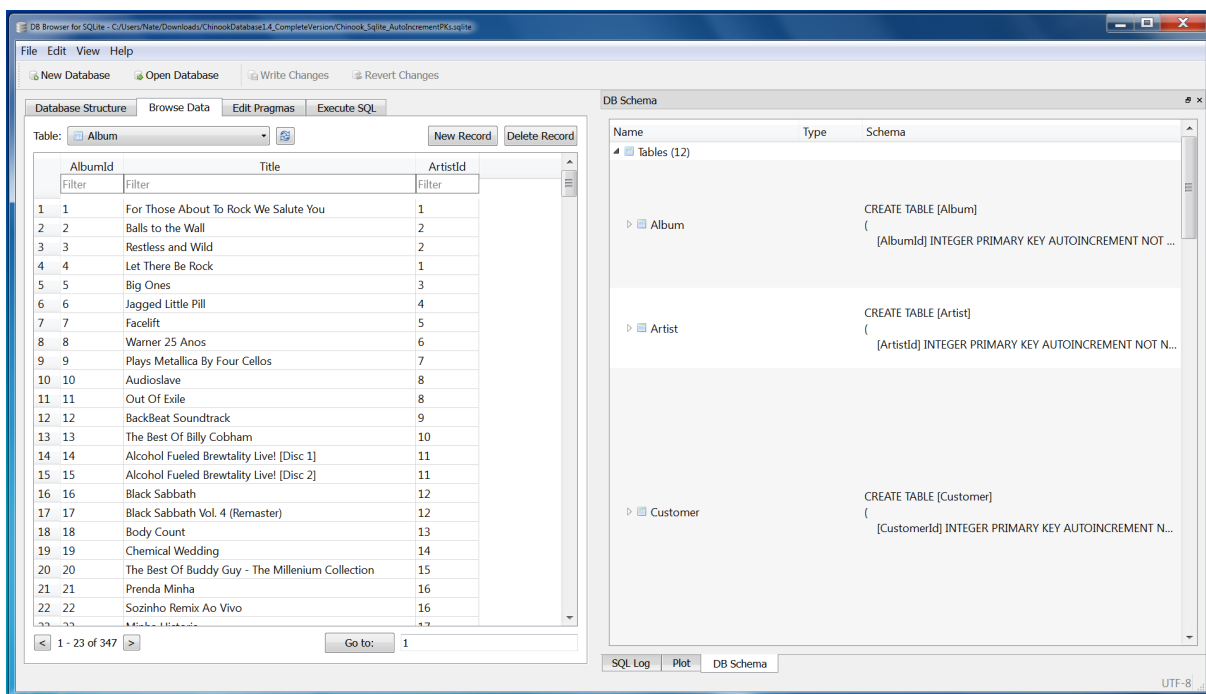 DB Browser for SQLite - C:/Users/Nate/Downloads/ChinookDatabase1.4_CompleteVersion/Chinook_Sqlite_AutoIncrementPKs.sqlite
File Edit View Help
New Database Open Database Write Changes Revert Changes
Database Structure Browse Data Edit Pragmas Execute SQL
Table: Album New Record Delete Record
AlbumId Title ArtistId
Filter Filter Filter
1 1 For Those About To Rock We Salute You 1
2 2 Balls to the Wall 2
3 3 Restless and Wild 2
4 4 Let There Be Rock 1
5 5 Big Ones 3
6 6 Jagged Little Pill 4
7 7 Facelift 5
8 8 Warner 25 Anos 6
9 9 Plays Metallica By Four Cellos 7
10 10 Audioslave 8
11 11 Out Of Exile 8
12 12 BackBeat Soundtrack 9
13 13 The Best Of Billy Cobham 10
14 14 Alcohol Fueled Brewtality Live! [Disc 1] 11
15 15 Alcohol Fueled Brewtality Live! [Disc 2] 11
16 16 Black Sabbath 12
17 17 Black Sabbath Vol. 4 (Remaster) 12
18 18 Body Count 13
19 19 Chemical Wedding 14
20 20 The Best Of Buddy Guy - The Millenium Collection 15
21 21 Prenda Minha 16
22 22 Sozinho Remix Ao Vivo 16
< 1 - 23 of 347 > Go to: 1
DB Schema
Name Type Schema
Tables (12)
Album
CREATE TABLE [Album]
(
[AlbumId] INTEGER PRIMARY KEY AUTOINCREMENT NOT ...
Artist
CREATE TABLE [Artist]
(
[ArtistId] INTEGER PRIMARY KEY AUTOINCREMENT NOT N...
Customer
CREATE TABLE [Customer]
(
[CustomerId] INTEGER PRIMARY KEY AUTOINCREMENT N...
SQL Log Plot DB Schema
UTF-8